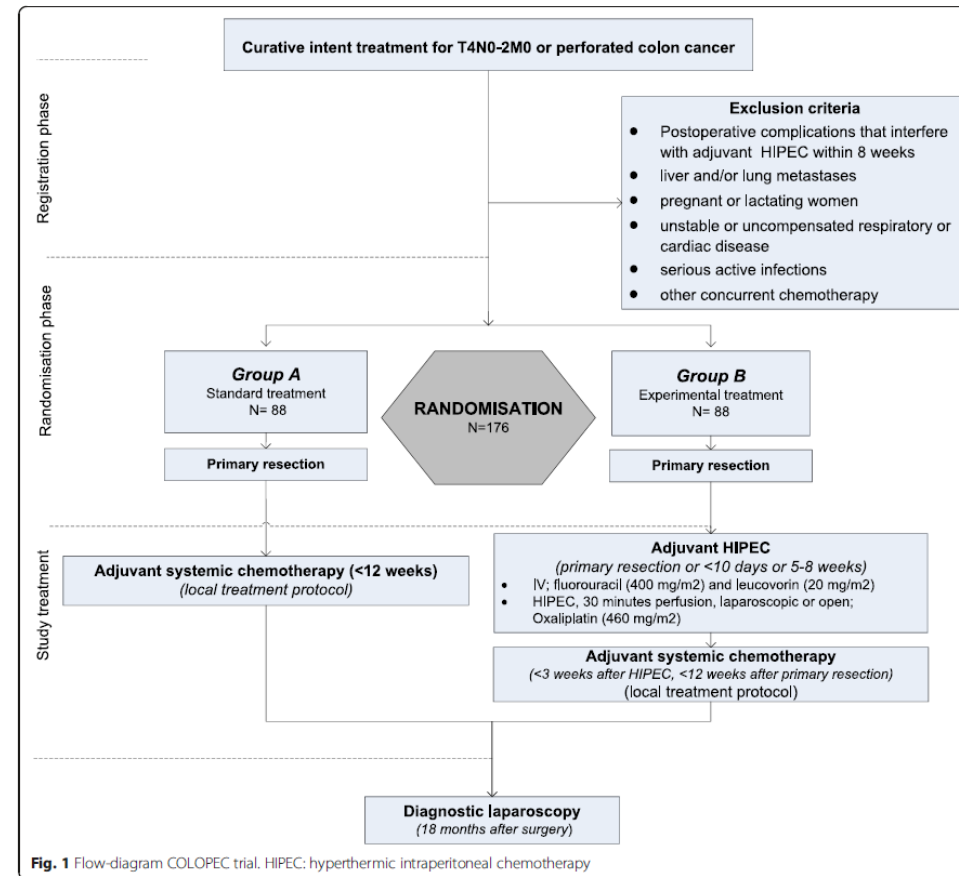 Curative intent treatment for T4N0-2M0 or perforated colon cancer
Registration phase
Exclusion criteria
● Postoperative complications that interfere
with adjuvant HIPEC within 8 weeks
● liver and/or lung metastases
● pregnant or lactating women
● unstable or uncompensated respiratory or
cardiac disease
● serious active infections
● other concurrent chemotherapy
Randomisation phase
Group A
Standard treatment
N= 88
RANDOMISATION
N=176
Group B
Experimental treatment
N= 88
Primary resection
Primary resection
Study treatment
Adjuvant systemic chemotherapy (<12 weeks)
(local treatment protocol)
Adjuvant HIPEC
(primary resection or <10 days or 5-8 weeks)
● IV; fluorouracil (400 mg/m2) and leucovorin (20 mg/m2)
● HIPEC, 30 minutes perfusion, laparoscopic or open;
Oxaliplatin (460 mg/m2)
Adjuvant systemic chemotherapy
(<3 weeks after HIPEC, <12 weeks after primary resection)
(local treatment protocol)
Diagnostic laparoscopy
(18 months after surgery)
Fig. 1 Flow-diagram COLOPEC trial. HIPEC: hyperthermic intraperitoneal chemotherapy